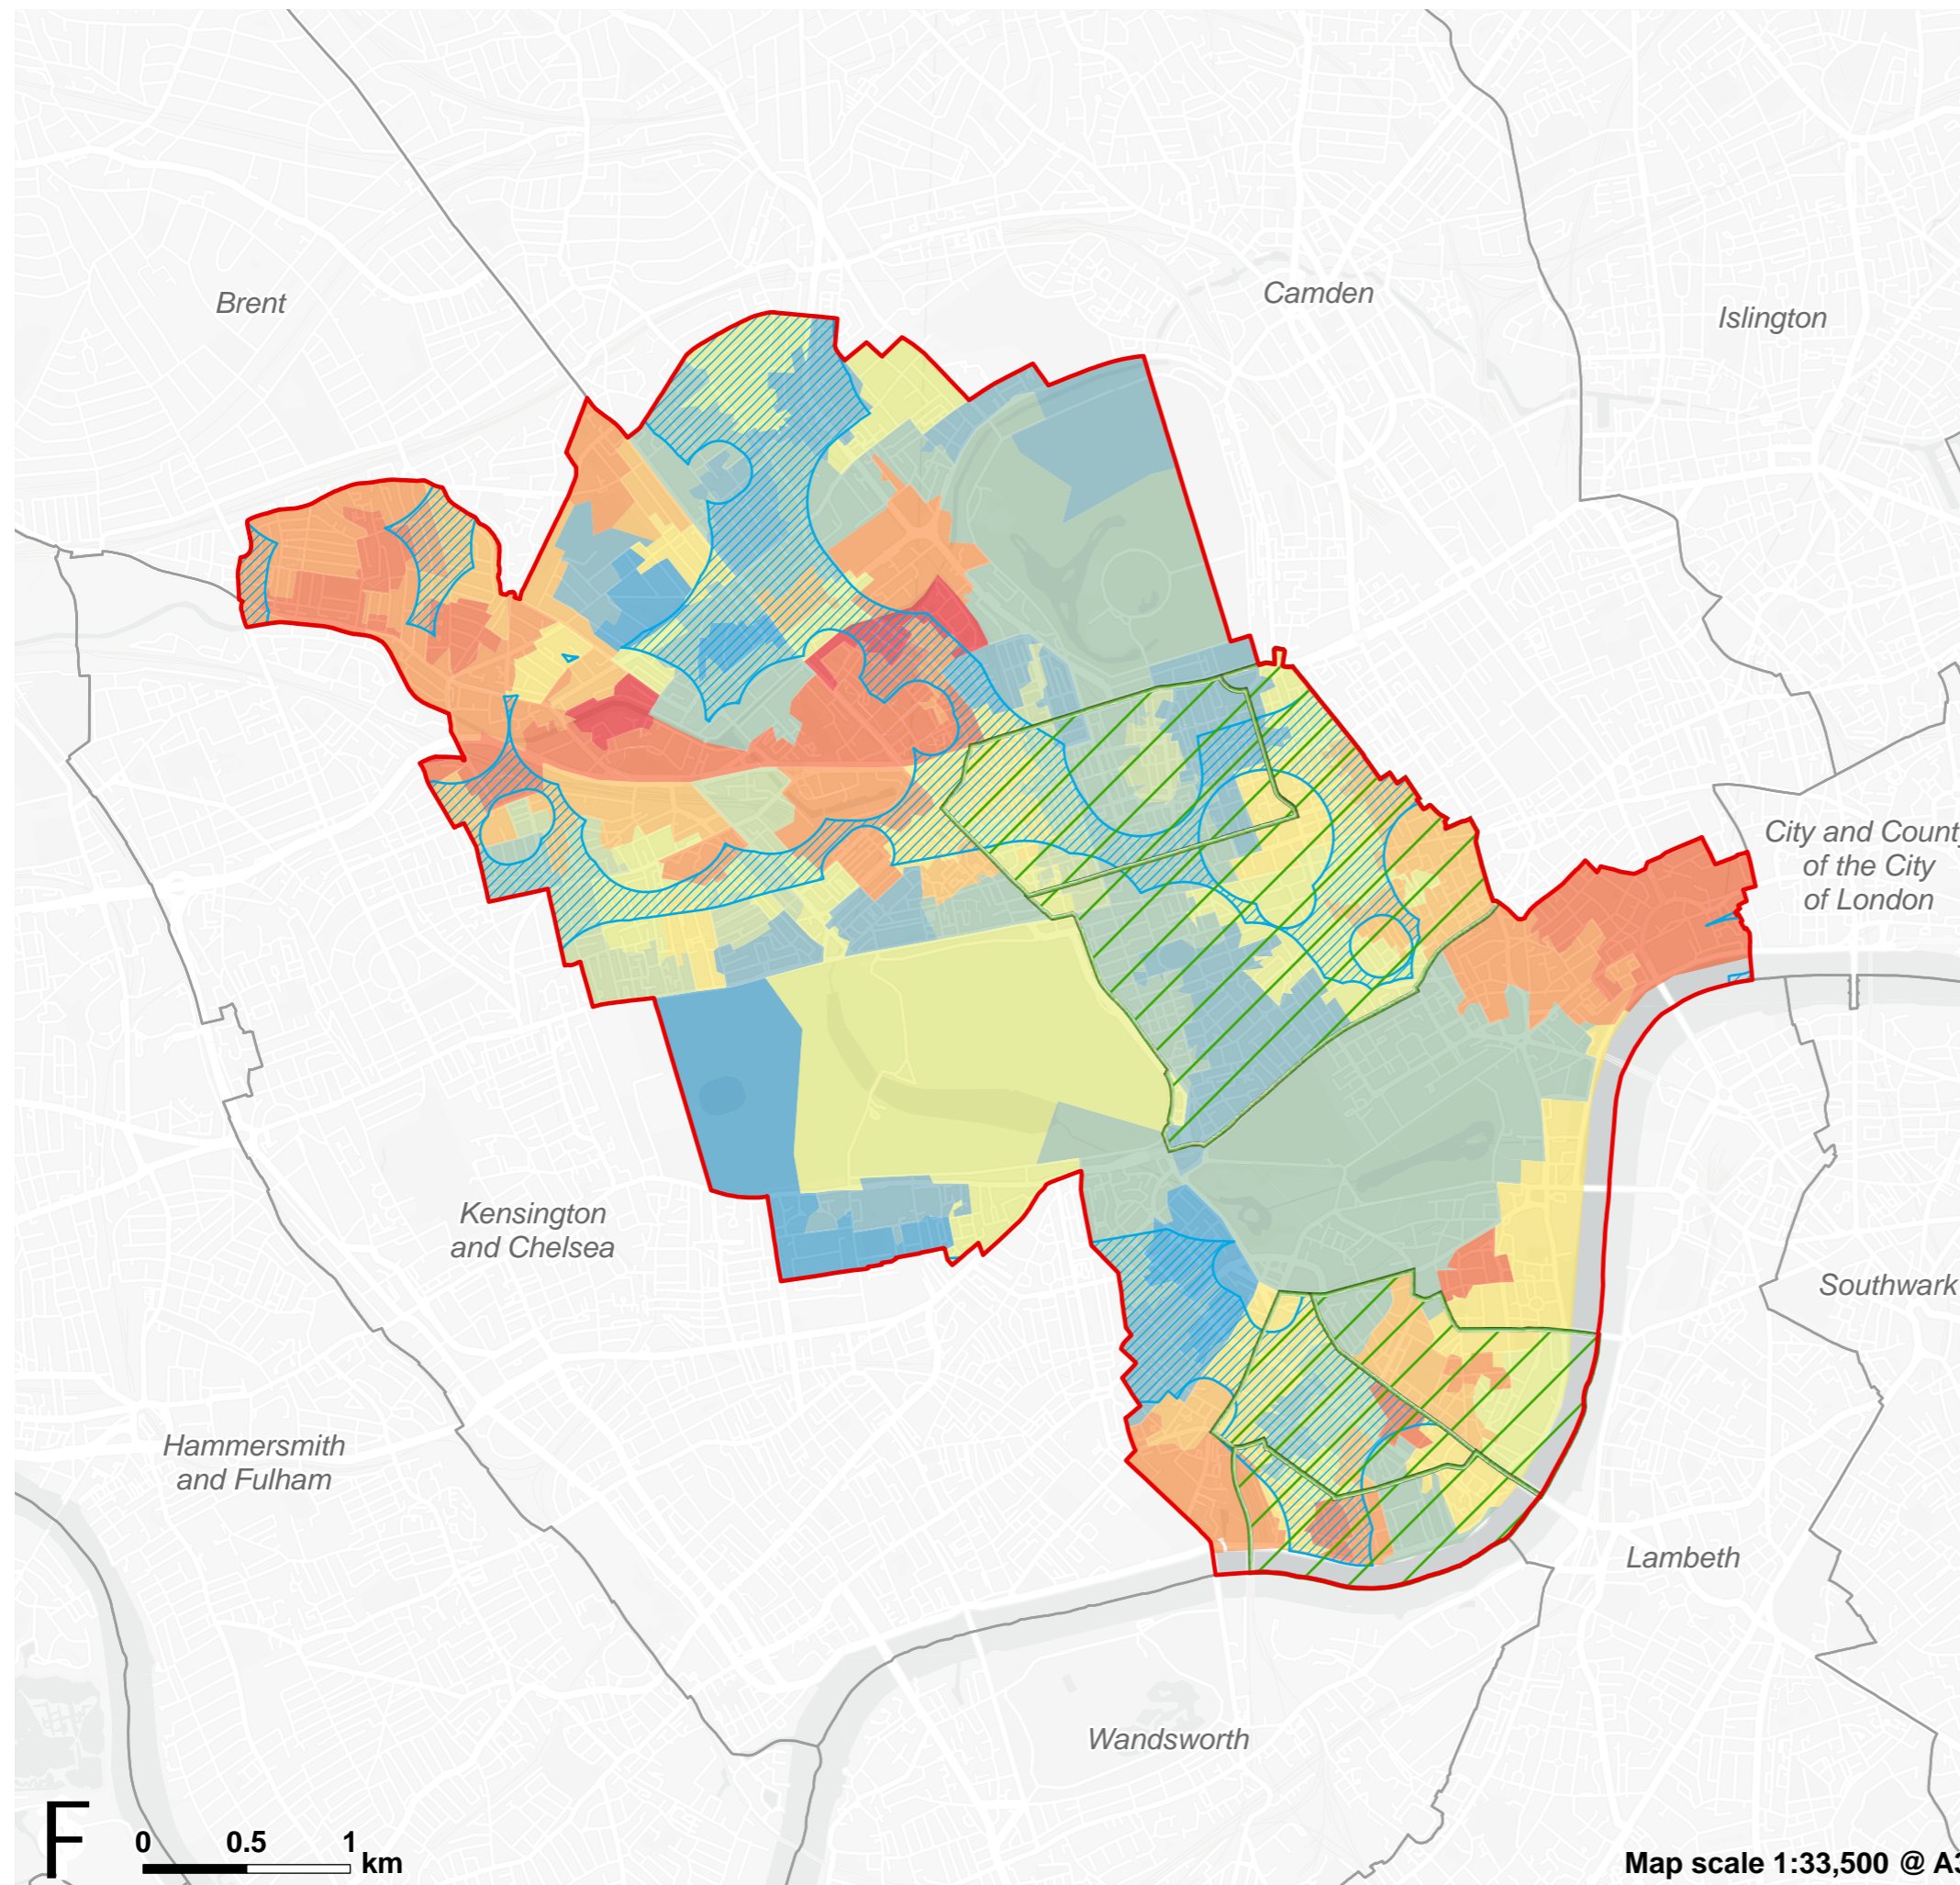 Brent
Camden
Islington
City and Count
of the City
of London
Kensington
and Chelsea
Southwark
Hammersmith
and Fulham
Lambeth
Wandsworth
F
0 0.5 1
km
Map scale 1:33,500 @ A3